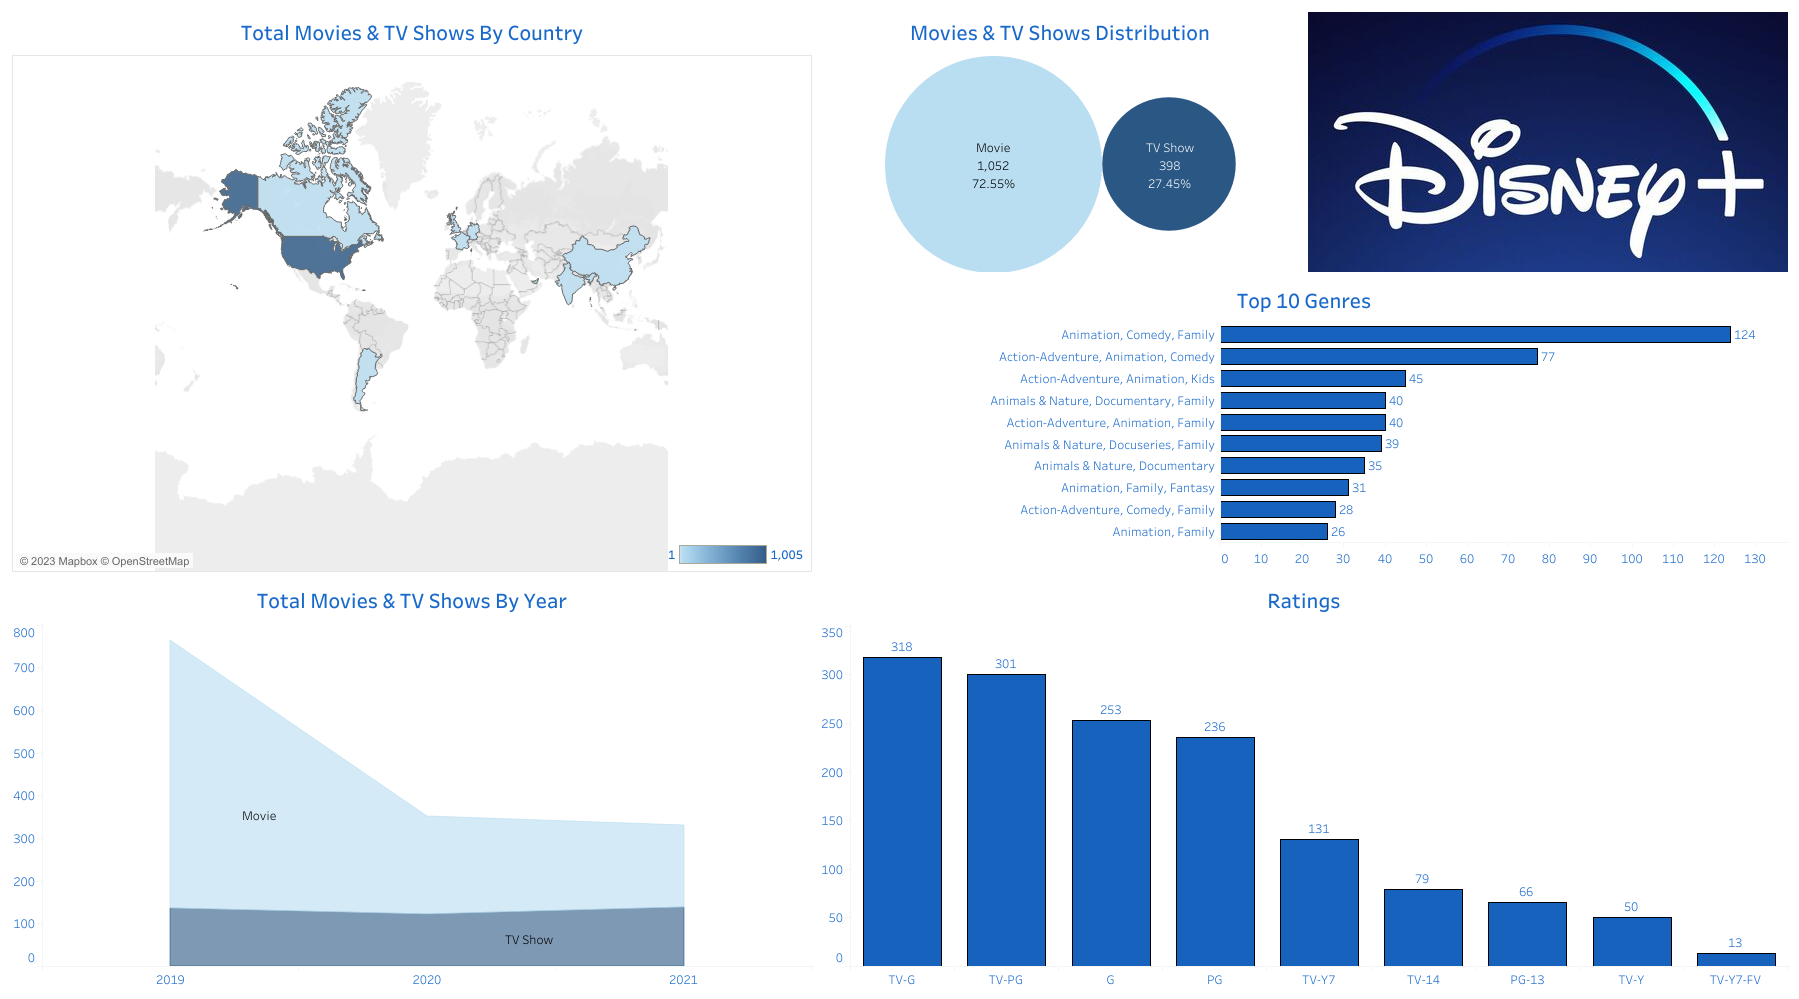 Total Movies & TV Shows By Country
© 2023 Mapbox © OpenStreetMap
1
1,005
Movies & TV Shows Distribution
Movie
1,052
72.55%
TV Show
398
27.45%
Disney+
Top 10 Genres
Animation, Comedy, Family 124
Action-Adventure, Animation, Comedy 77
Action-Adventure, Animation, Kids 45
Animals & Nature, Documentary, Family 40
Action-Adventure, Animation, Family 40
Animals & Nature, Docuseries, Family 39
Animals & Nature, Documentary 35
Animation, Family, Fantasy 31
Action-Adventure, Comedy, Family 28
Animation, Family 26
0 10 20 30 40 50 60 70 80 90 100 110 120 130
Total Movies & TV Shows By Year
800
700
600
500
400
300
200
100
0
Movie
TV Show
2019 2020 2021
Ratings
350
300
250
200
150
100
50
0
318 301 253 236 131 79 66 50 13
TV-G TV-PG G PG TV-Y7 TV-14 PG-13 TV-Y TV-Y7-FV